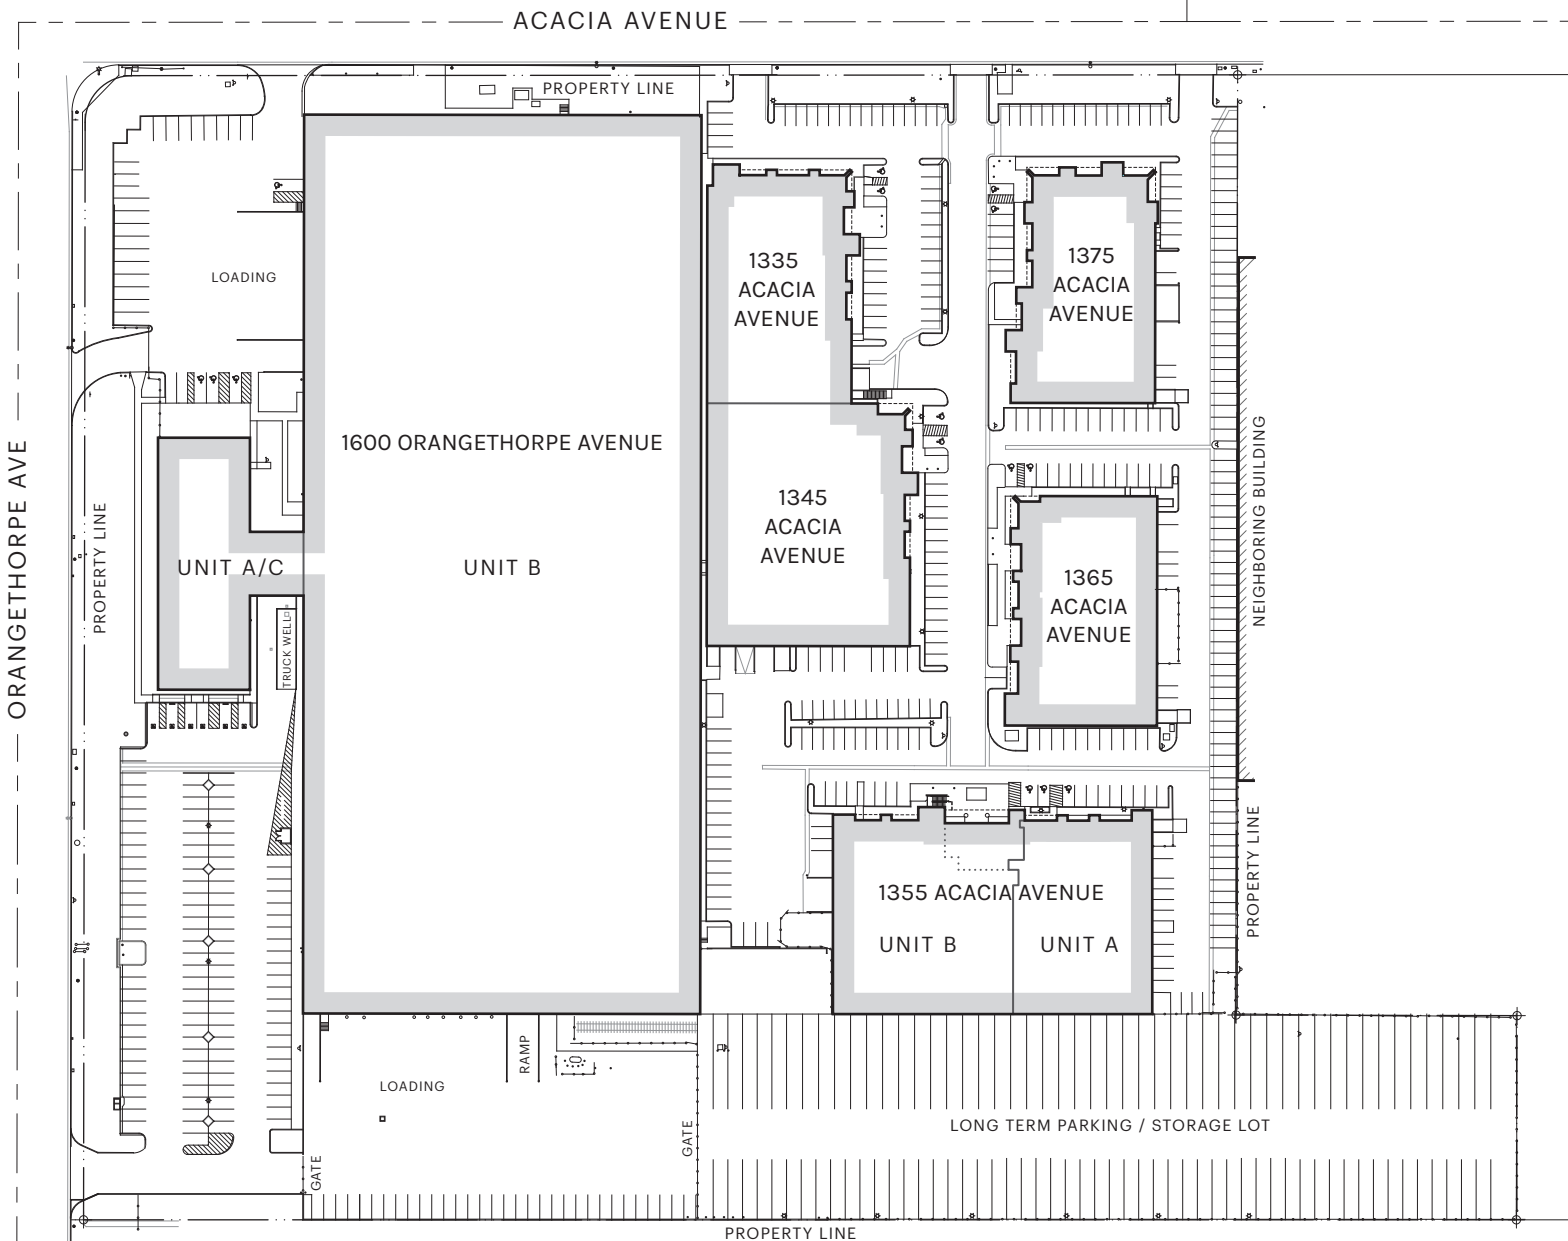 ACACIA AVENUE
PROPERTY LINE
LOADING
1335
ACACIA
AVENUE
1375
ACACIA
AVENUE
1600 ORANGETHORPE AVENUE
1345
ACACIA
AVENUE
UNIT A/C
UNIT B
1365
ACACIA
AVENUE
ORANGETHORPE AVE
PROPERTY LINE
TRUCK WELL
NEIGHBORING BUILDING
PROPERTY LINE
1355 ACACIA AVENUE
UNIT B
UNIT A
RAMP
LOADING
GATE
GATE
LONG TERM PARKING / STORAGE LOT
PROPERTY LINE